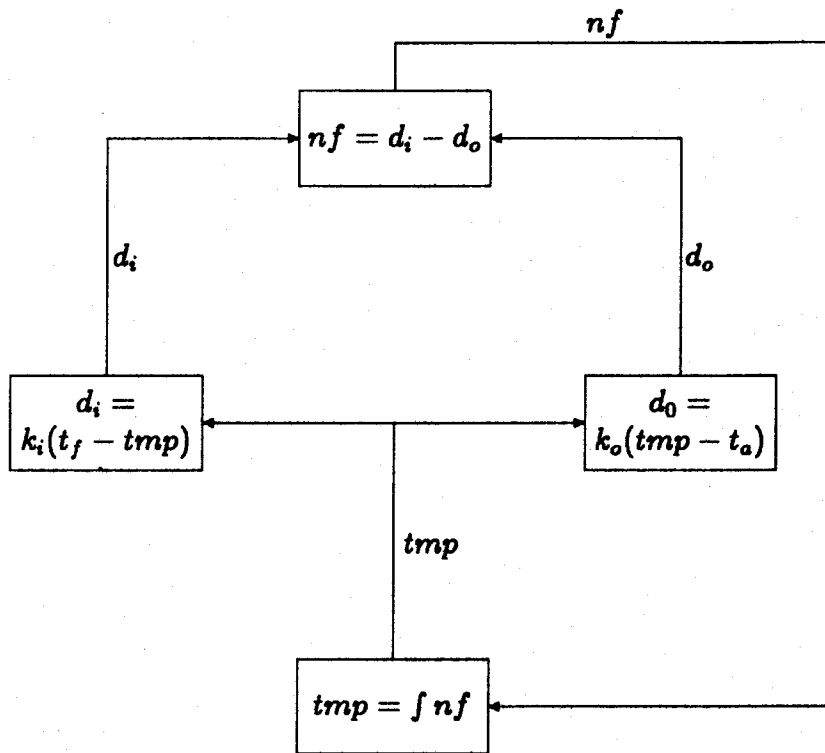 nf
nf = d_i − d_o
d_i
d_o
d_i =
k_i(t_f − tmp)
d_0 =
k_o(tmp − t_a)
tmp
tmp = ∫ nf